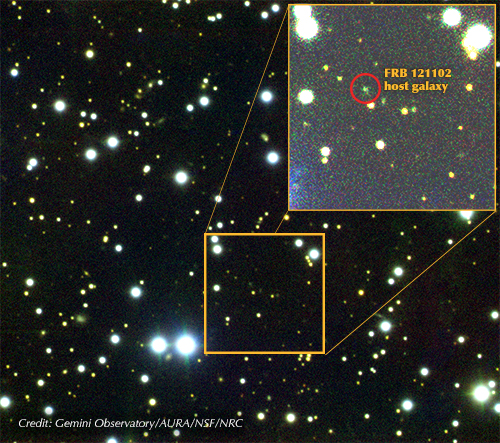 FRB 121102
host galaxy
Credit: Gemini Observatory/AURA/NSF/NRC